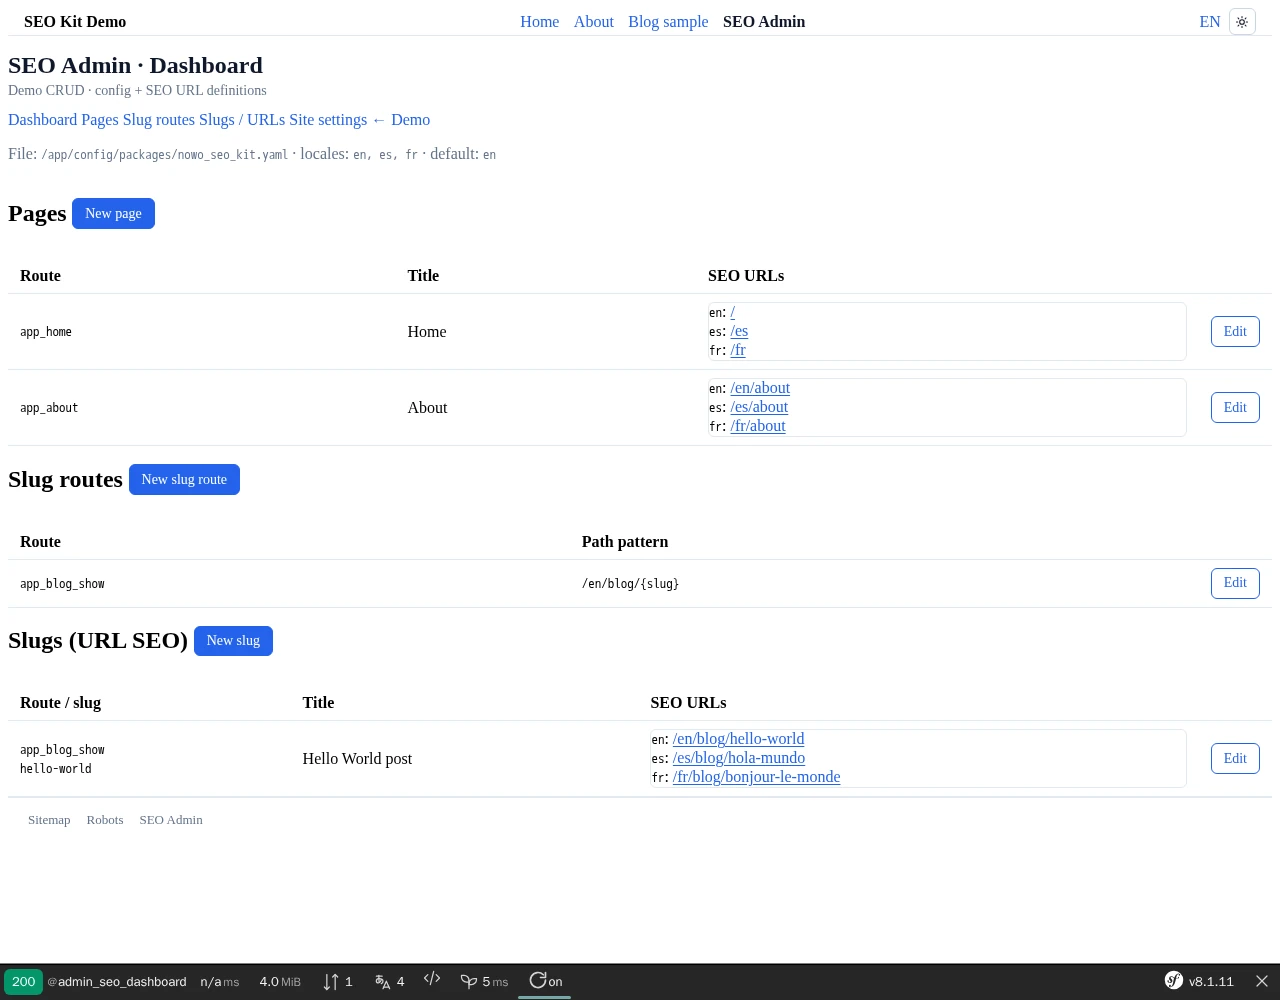 SEO Kit Demo Home About Blog sample SEO Admin EN
SEO Admin · Dashboard
Demo CRUD · config + SEO URL definitions
Dashboard Pages Slug routes Slugs / URLs Site settings ← Demo
File: /app/config/packages/nowo_seo_kit.yaml · locales: en, es, fr · default: en
Pages New page
Route Title SEO URLs
app_home Home en: / Edit
es: /es
fr: /fr
app_about About en: /en/about Edit
es: /es/about
fr: /fr/about
Slug routes New slug route
Route Path pattern
app_blog_show /en/blog/{slug} Edit
Slugs (URL SEO) New slug
Route / slug Title SEO URLs
app_blog_show
hello-world
Hello World post
en: /en/blog/hello-world
es: /es/blog/hola-mundo
fr: /fr/blog/bonjour-le-monde
Edit
Sitemap Robots SEO Admin
200 @admin_seo_dashboard n/a ms 4.0 MiB 1 4 </> 5 ms on sf v8.1.11